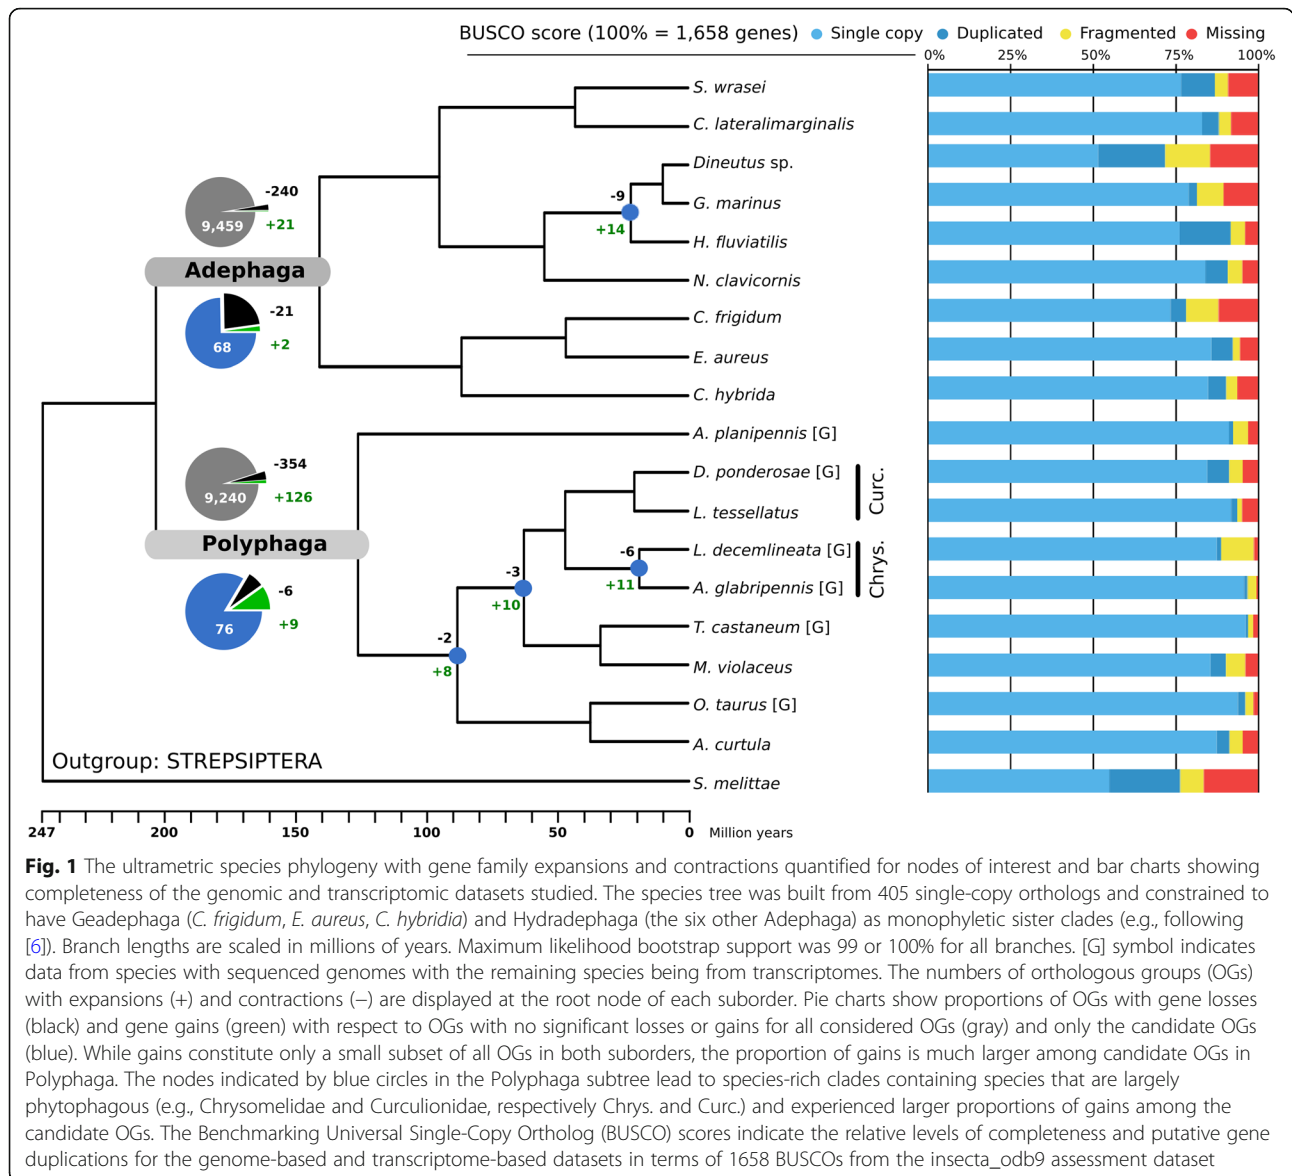 BUSCO score (100% = 1,658 genes) Single copy Duplicated Fragmented Missing
0% 25% 50% 75% 100%
S. wrasei
C. lateralimarginalis
Dineutus sp.
G. marinus
H. fluviatilis
N. clavicornis
C. frigidum
E. aureus
C. hybrida
A. planipennis [G]
D. ponderosae [G]
L. tessellatus
L. decemlineata [G]
A. glabripennis [G]
T. castaneum [G]
M. violaceus
O. taurus [G]
A. curtula
S. melittae
Curc.
Chrys.
-240
9,459
+21
Adephaga
-21
68
+2
-354
9,240
+126
Polyphaga
-6
76
+9
-9
+14
-6
+11
-3
+10
-2
+8
Outgroup: STREPSIPTERA
247 200 150 100 50 0 Million years
Fig. 1 The ultrametric species phylogeny with gene family expansions and contractions quantified for nodes of interest and bar charts showing
completeness of the genomic and transcriptomic datasets studied. The species tree was built from 405 single-copy orthologs and constrained to
have Geadephaga (C. frigidum, E. aureus, C. hybridia) and Hydradephaga (the six other Adephaga) as monophyletic sister clades (e.g., following
[6]). Branch lengths are scaled in millions of years. Maximum likelihood bootstrap support was 99 or 100% for all branches. [G] symbol indicates
data from species with sequenced genomes with the remaining species being from transcriptomes. The numbers of orthologous groups (OGs)
with expansions (+) and contractions (−) are displayed at the root node of each suborder. Pie charts show proportions of OGs with gene losses
(black) and gene gains (green) with respect to OGs with no significant losses or gains for all considered OGs (gray) and only the candidate OGs
(blue). While gains constitute only a small subset of all OGs in both suborders, the proportion of gains is much larger among candidate OGs in
Polyphaga. The nodes indicated by blue circles in the Polyphaga subtree lead to species-rich clades containing species that are largely
phytophagous (e.g., Chrysomelidae and Curculionidae, respectively Chrys. and Curc.) and experienced larger proportions of gains among the
candidate OGs. The Benchmarking Universal Single-Copy Ortholog (BUSCO) scores indicate the relative levels of completeness and putative gene
duplications for the genome-based and transcriptome-based datasets in terms of 1658 BUSCOs from the insecta_odb9 assessment dataset